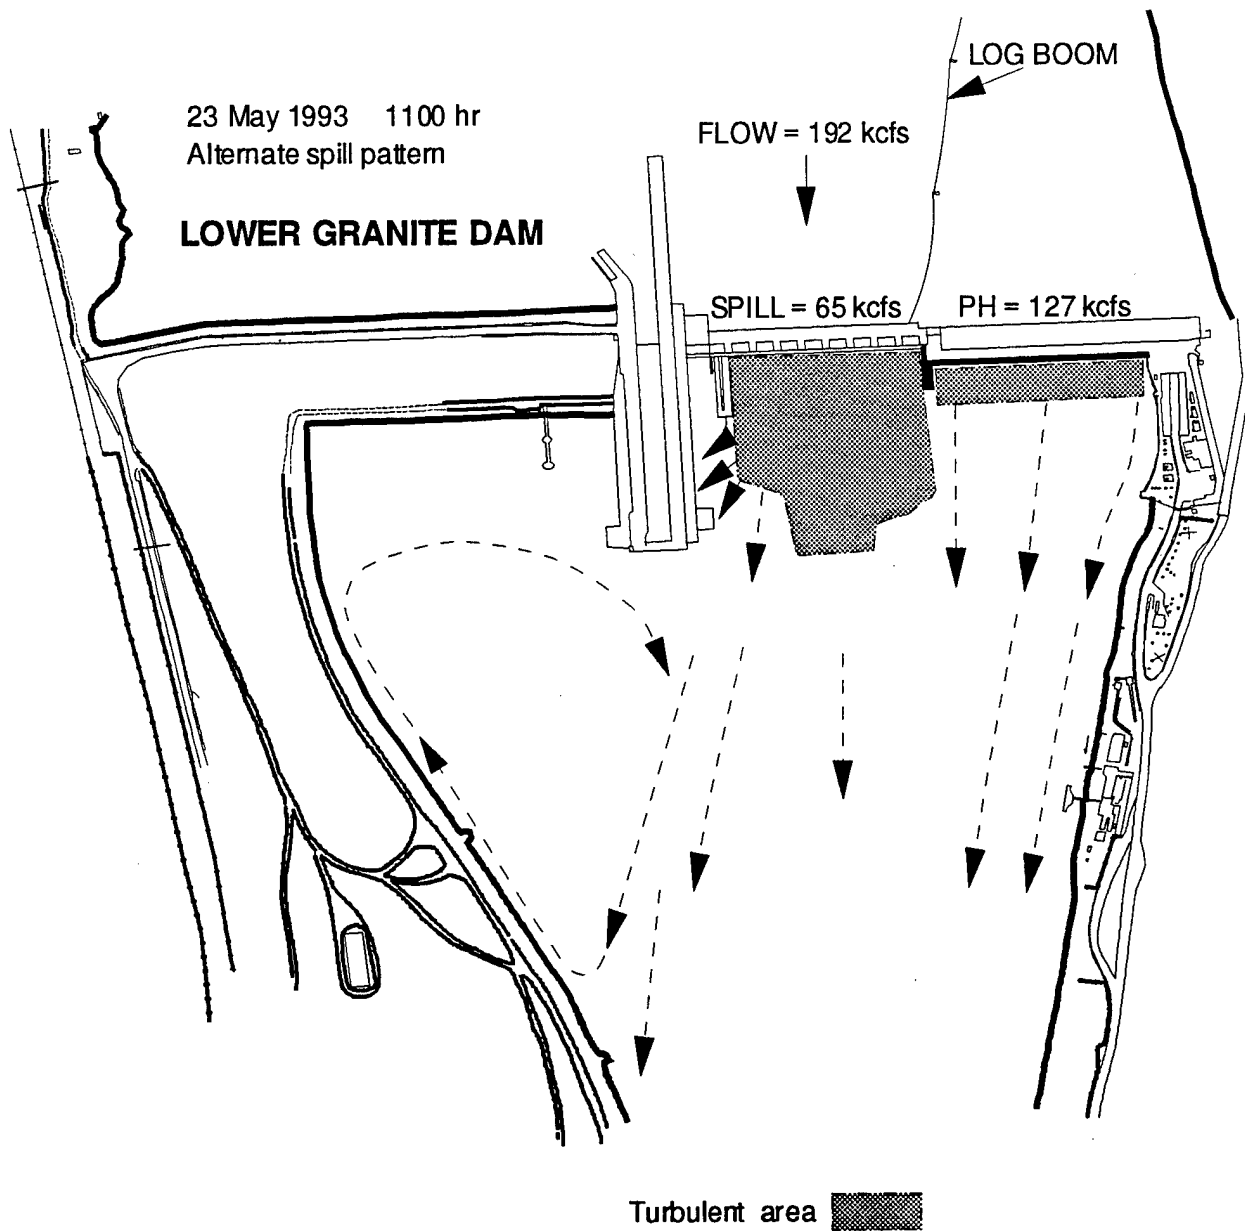 LOG BOOM
23 May 1993 1100 hr
Alternate spill pattern
FLOW = 192 kcfs
LOWER GRANITE DAM
SPILL = 65 kcfs
PH = 127 kcfs
Turbulent area